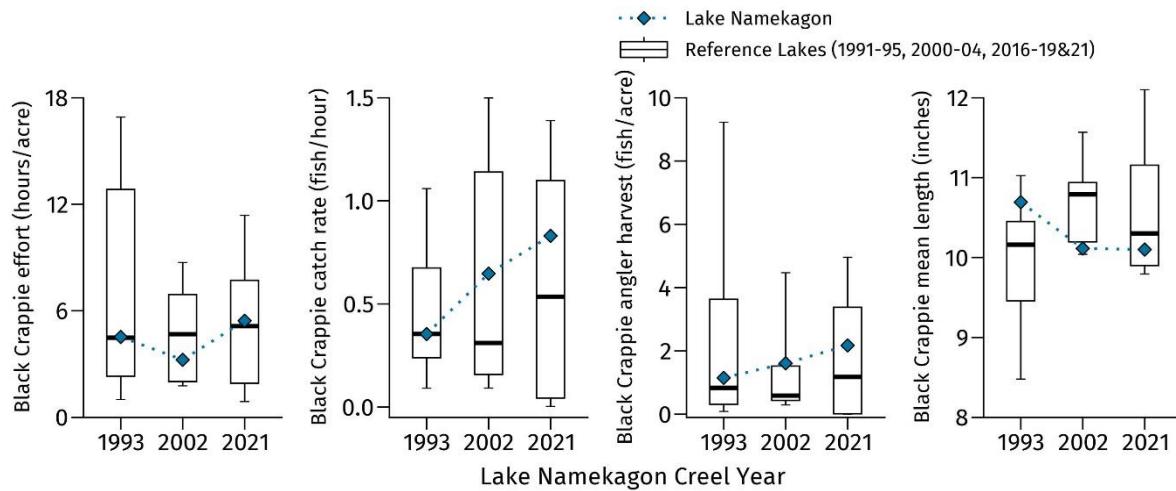 Lake Namekagon
Reference Lakes (1991-95, 2000-04, 2016-19&21)
Black Crappie effort (hours/acre)
18
12
6
0
1993 2002 2021
Black Crappie catch rate (fish/hour)
1.5
1.0
0.5
0.0
1993 2002 2021
Black Crappie angler harvest (fish/acre)
10
8
6
4
2
0
1993 2002 2021
Black Crappie mean length (inches)
12
11
10
9
8
1993 2002 2021
Lake Namekagon Creel Year